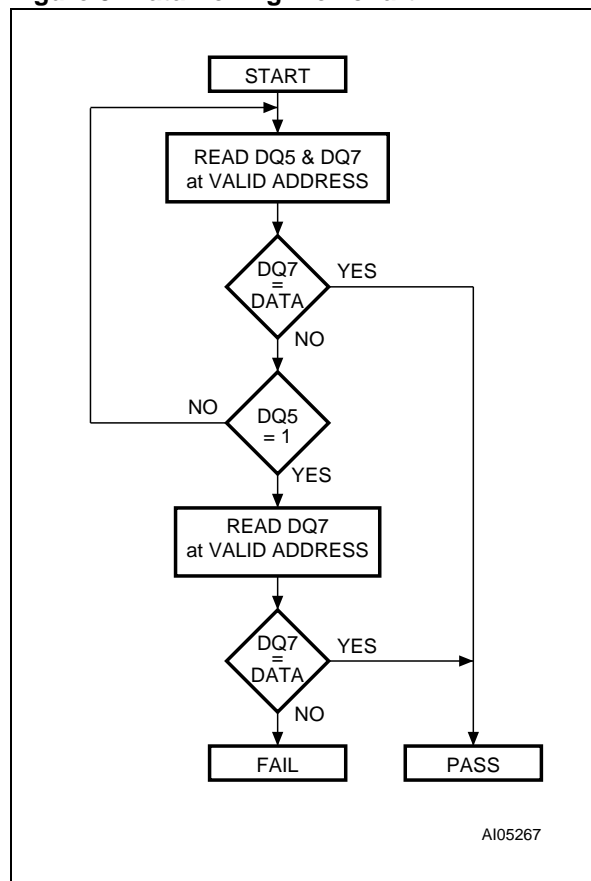 START
READ DQ5 & DQ7
at VALID ADDRESS
DQ7
=
DATA
YES
NO
NO
DQ5
= 1
YES
READ DQ7
at VALID ADDRESS
DQ7
=
DATA
YES
NO
FAIL
PASS
AI05267